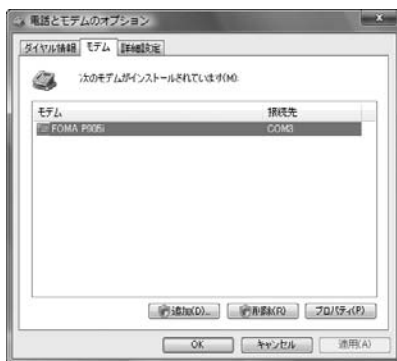 電話とモデムのオプション
ダイヤル情報 モデム 詳細設定
次のモデムがインストールされています(M):
モデム 接続先
FOMA P905i COM3
追加(D)... 削除(R) プロパティ(P)
OK キャンセル 適用(A)